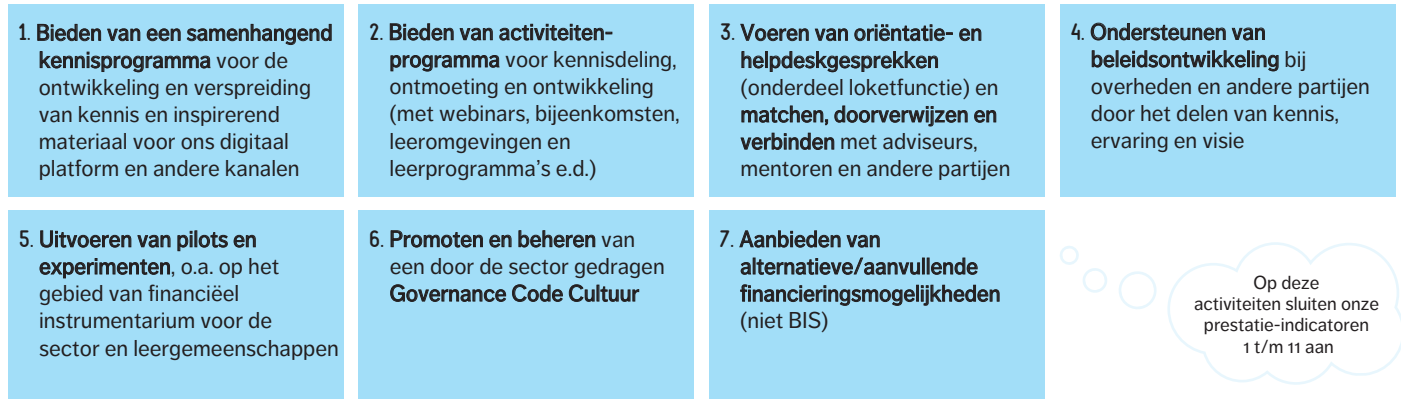 1. Bieden van een samenhangend
kennisprogramma voor de
ontwikkeling en verspreiding
van kennis en inspirerend
materiaal voor ons digitaal
platform en andere kanalen
2. Bieden van activiteiten-
programma voor kennisdeling,
ontmoeting en ontwikkeling
(met webinars, bijeenkomsten,
leeromgevingen en
leerprogramma's e.d.)
3. Voeren van oriëntatie- en
helpdeskgesprekken
(onderdeel loketfunctie) en
matchen, doorverwijzen en
verbinden met adviseurs,
mentoren en andere partijen
4. Ondersteunen van
beleidsontwikkeling bij
overheden en andere partijen
door het delen van kennis,
ervaring en visie
5. Uitvoeren van pilots en
experimenten, o.a. op het
gebied van financiëel
instrumentarium voor de
sector en leergemeenschappen
6. Promoten en beheren van
een door de sector gedragen
Governance Code Cultuur
7. Aanbieden van
alternatieve/aanvullende
financieringsmogelijkheden
(niet BIS)
Op deze
activiteiten sluiten onze
prestatie-indicatoren
1 t/m 11 aan